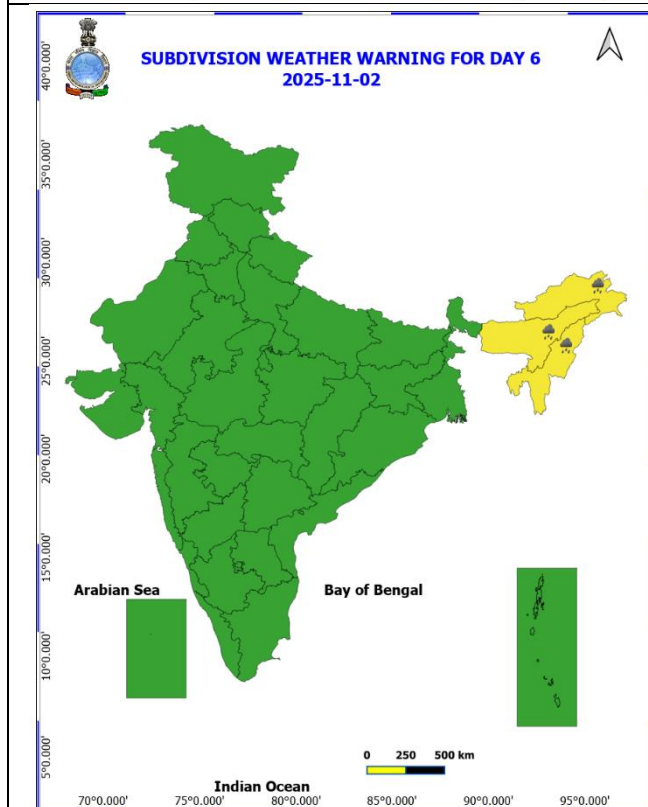 SUBDIVISION WEATHER WARNING FOR DAY 6
2025-11-02
40°0.000'
35°0.000'
30°0.000'
25°0.000'
20°0.000'
15°0.000'
10°0.000'
5°0.000'
Arabian Sea
Bay of Bengal
0 250 500 km
Indian Ocean
70°0.000' 75°0.000' 80°0.000' 85°0.000' 90°0.000' 95°0.000'